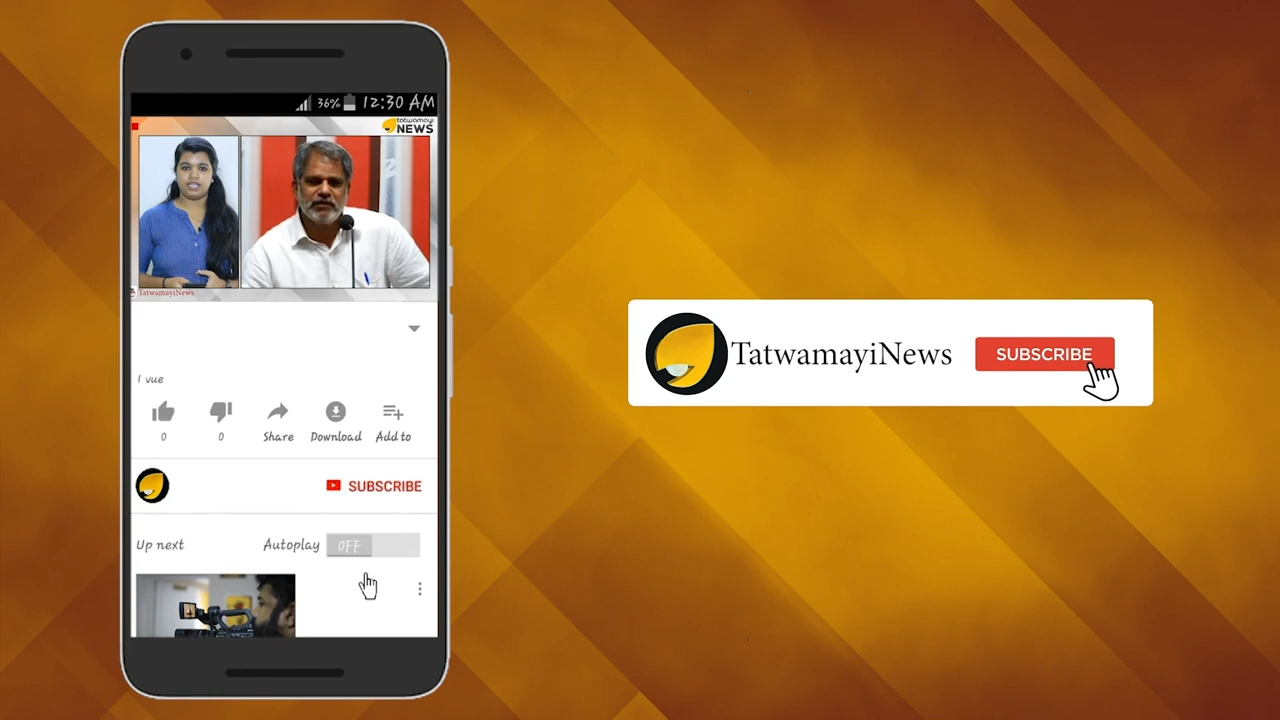 36% 12:30 AM
tatwamayi
NEWS
TatwamayiNews
1 vue
0 0 Share Download Add to
SUBSCRIBE
Up next Autoplay OFF
TatwamayiNews SUBSCRIBE